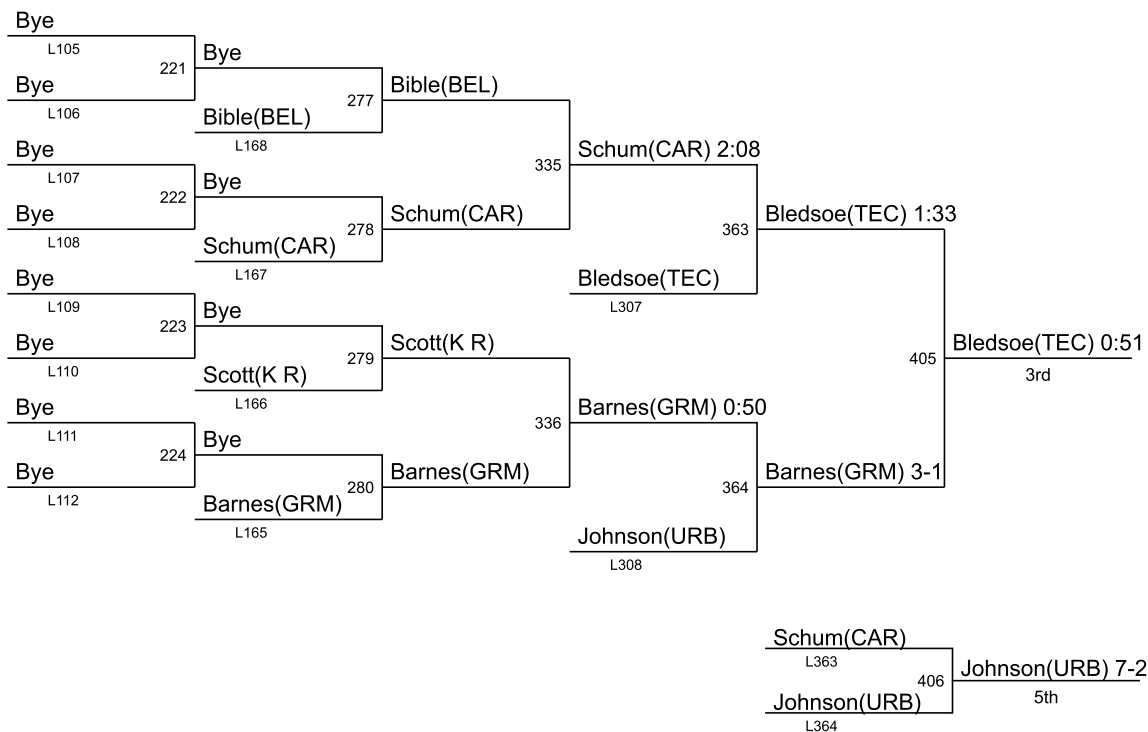 Bye
L105
221
Bye
L106
Bye
277
Bible(BEL)
Bible(BEL)
L168
Bye
L107
222
Bye
L108
Bye
278
Schum(CAR)
Schum(CAR)
L167
335
Schum(CAR) 2:08
363
Bledsoe(TEC) 1:33
Bledsoe(TEC)
L307
Bye
L109
223
Bye
L110
Bye
279
Scott(K R)
Scott(K R)
L166
405
Bledsoe(TEC) 0:51
3rd
Bye
L111
224
Bye
L112
Bye
280
Barnes(GRM)
Barnes(GRM)
L165
336
Barnes(GRM) 0:50
364
Barnes(GRM) 3-1
Johnson(URB)
L308
Schum(CAR)
L363
406
Johnson(URB) 7-2
5th
Johnson(URB)
L364